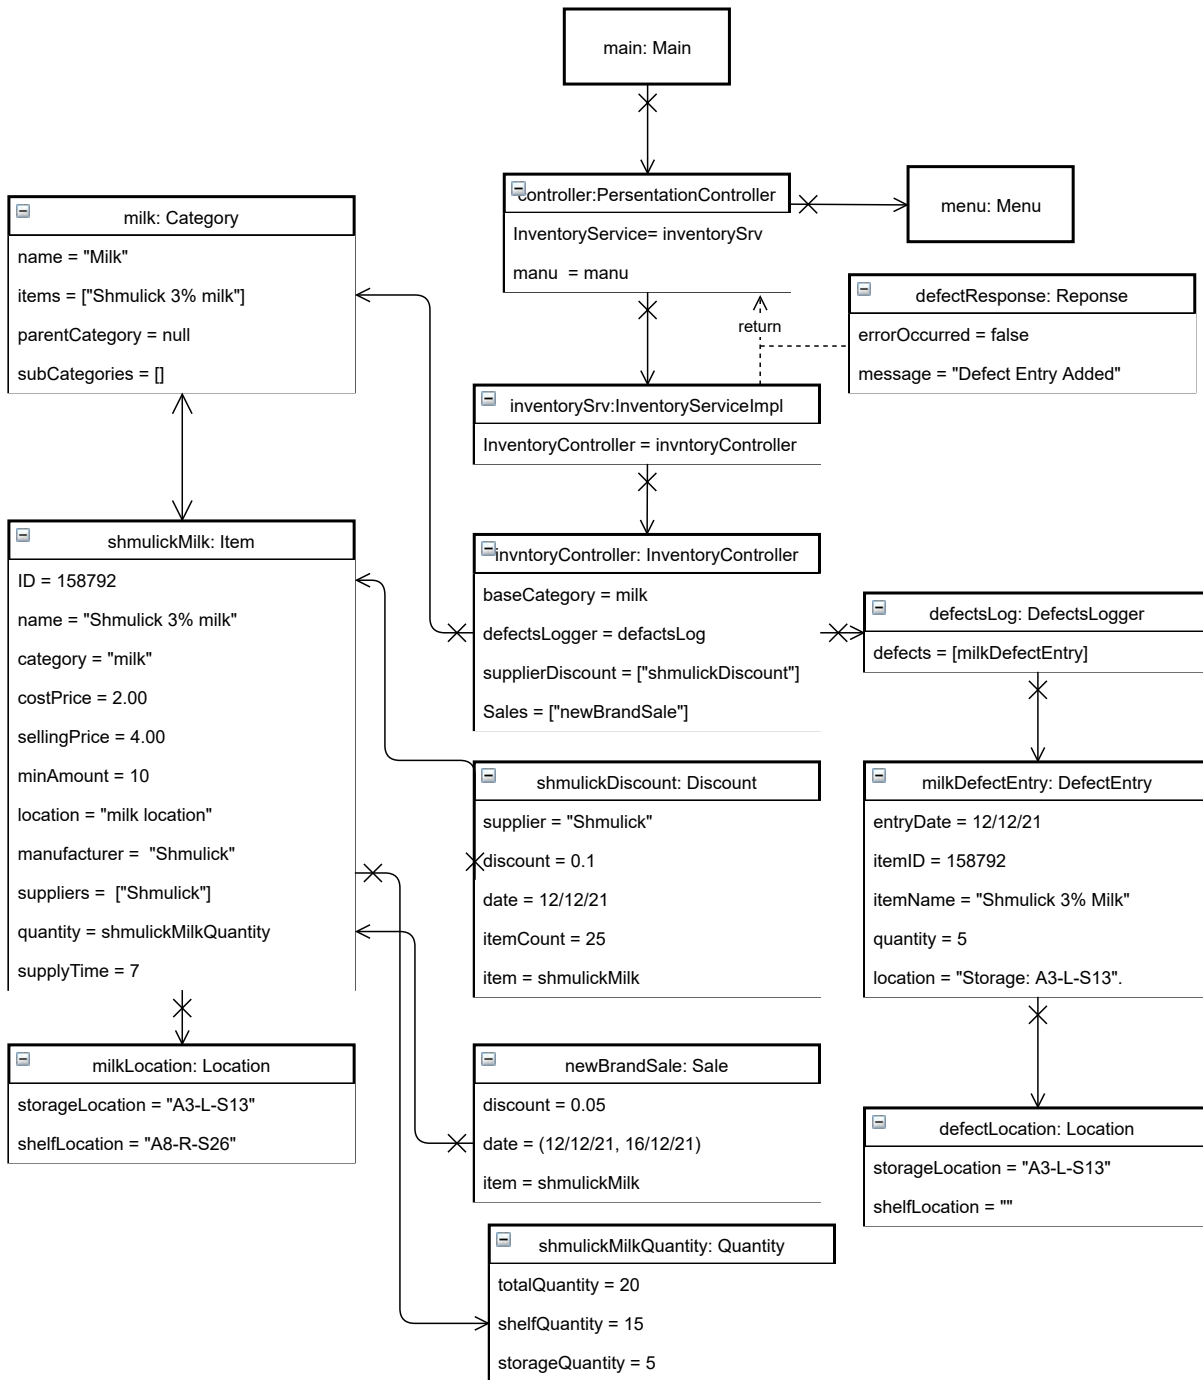 main: Main
controller:PersentationController
InventoryService= inventorySrv
manu  = manu
menu: Menu
milk: Category
name = "Milk"
items = ["Shmulick 3% milk"]
parentCategory = null
subCategories = []
defectResponse: Reponse
errorOccurred = false
message = "Defect Entry Added"
return
inventorySrv:InventoryServiceImpl
InventoryController = invntoryController
shmulickMilk: Item
ID = 158792
name = "Shmulick 3% milk"
category = "milk"
costPrice = 2.00
sellingPrice = 4.00
minAmount = 10
location = "milk location"
manufacturer =  "Shmulick"
suppliers =  ["Shmulick"]
quantity = shmulickMilkQuantity
supplyTime = 7
invntoryController: InventoryController
baseCategory = milk
defectsLogger = defactsLog
supplierDiscount = ["shmulickDiscount"]
Sales = ["newBrandSale"]
defectsLog: DefectsLogger
defects = [milkDefectEntry]
shmulickDiscount: Discount
supplier = "Shmulick"
discount = 0.1
date = 12/12/21
itemCount = 25
item = shmulickMilk
milkDefectEntry: DefectEntry
entryDate = 12/12/21
itemID = 158792
itemName = "Shmulick 3% Milk"
quantity = 5
location = "Storage: A3-L-S13".
milkLocation: Location
storageLocation = "A3-L-S13"
shelfLocation = "A8-R-S26"
newBrandSale: Sale
discount = 0.05
date = (12/12/21, 16/12/21)
item = shmulickMilk
defectLocation: Location
storageLocation = "A3-L-S13"
shelfLocation = ""
shmulickMilkQuantity: Quantity
totalQuantity = 20
shelfQuantity = 15
storageQuantity = 5